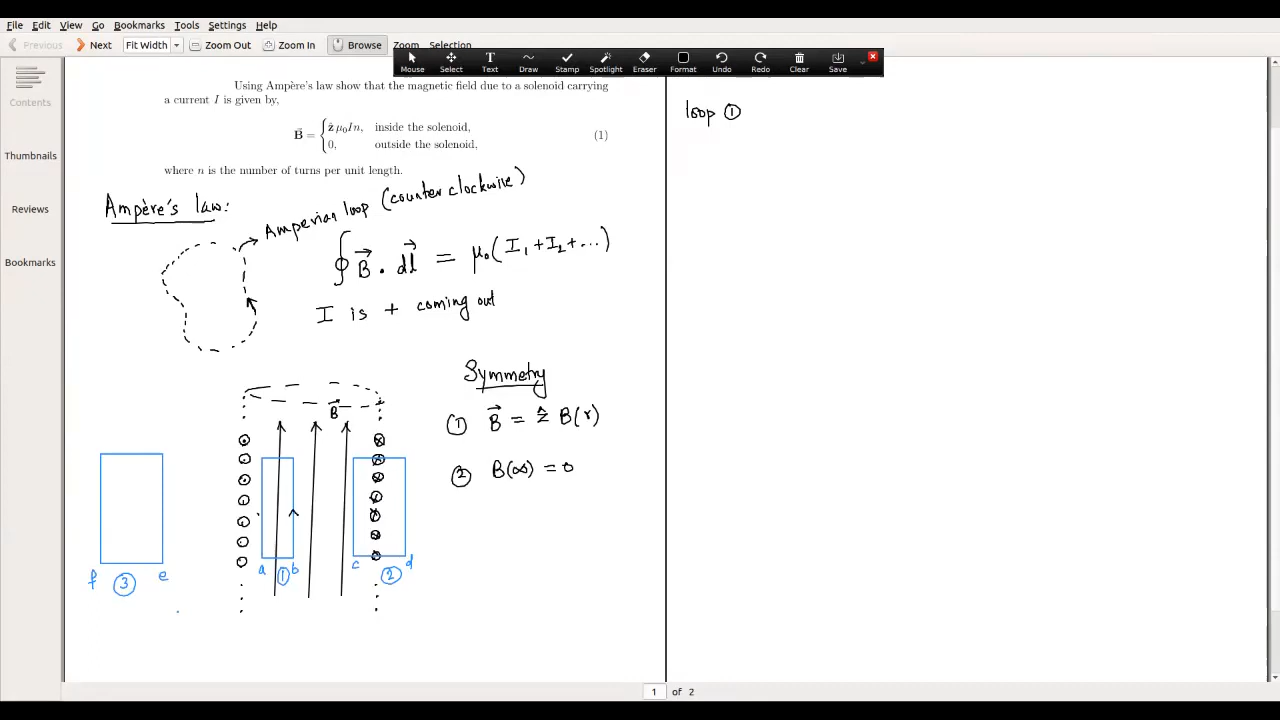 File Edit View Go Bookmarks Tools Settings Help
Previous Next Fit Width Zoom Out Zoom In Browse Zoom Selection
Mouse Select Text Draw Stamp Spotlight Eraser Format Undo Redo Clear Save
Contents
Thumbnails
Reviews
Bookmarks
Using Ampère's law show that the magnetic field due to a solenoid carrying
a current I is given by,
B⃗ = { ẑ μ₀In, inside the solenoid,
0, outside the solenoid, (1)
where n is the number of turns per unit length.
Ampère's law:
Amperian loop (counter clockwise)
∮ B⃗ · dl⃗ = μ₀(I₁ + I₂ + ...)
I is + coming out
Symmetry
① B⃗ = ẑ B(r)
② B(∞) = 0
B⃗
a ① b
c ② d
f ③ e
loop ①
1 of 2